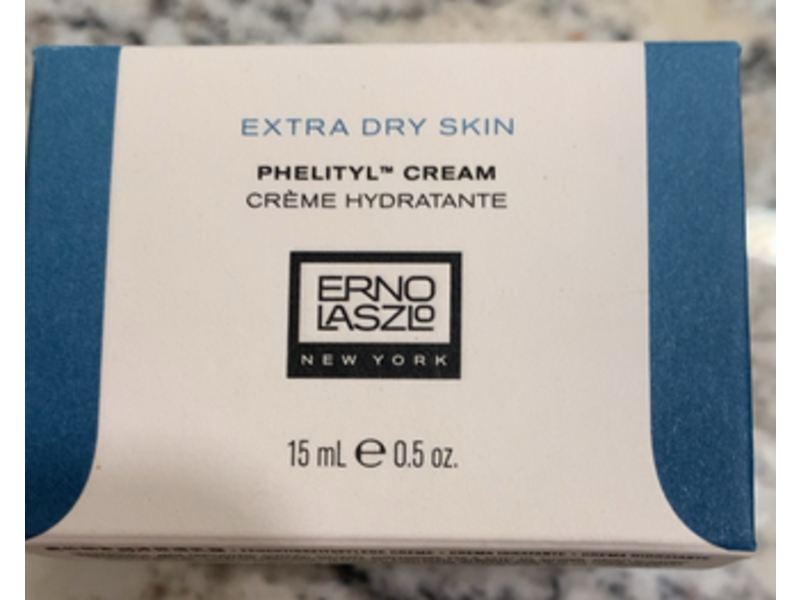 EXTRA DRY SKIN
PHELITYL™ CREAM
CRÈME HYDRATANTE
ERNO
LASZLO
NEW YORK
15 mL ℮ 0.5 oz.